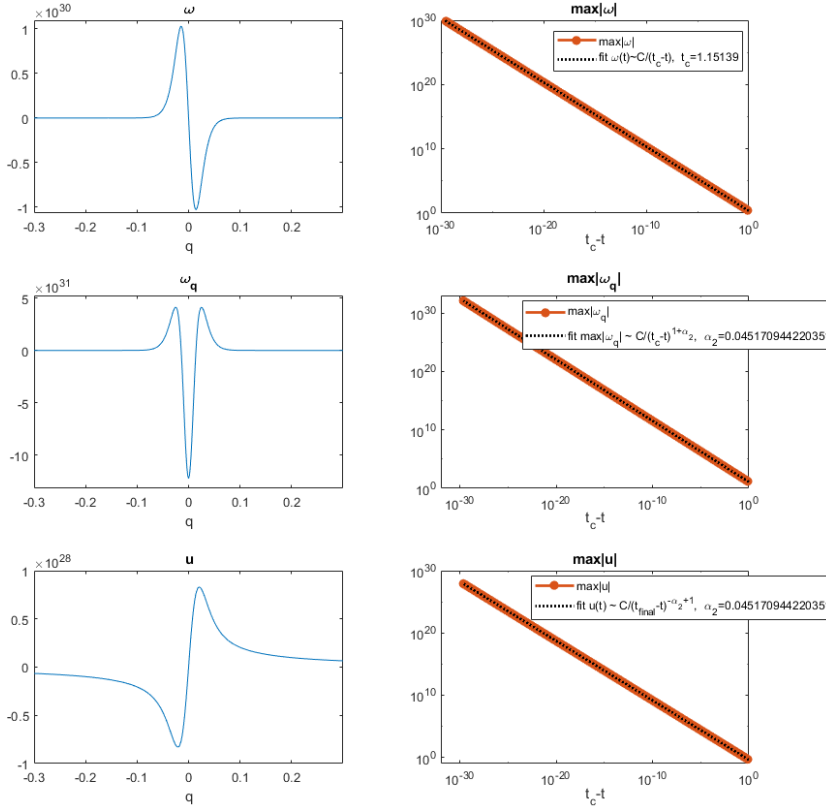 ω
×10^30
1
0.5
0
-0.5
-1
-0.3 -0.2 -0.1 0 0.1 0.2
q
max|ω|
10^30
10^20
10^10
10^0
10^-30 10^-20 10^-10 10^0
t_c-t
max|ω|
fit ω(t)~C/(t_c-t), t_c=1.15139
ω_q
×10^31
5
0
-5
-10
-0.3 -0.2 -0.1 0 0.1 0.2
q
max|ω_q|
10^30
10^20
10^10
10^0
10^-30 10^-20 10^-10 10^0
t_c-t
max|ω_q|
fit max|ω_q| ~ C/(t_c-t)^1+α_2, α_2=0.04517094422035
u
×10^28
1
0.5
0
-0.5
-1
-0.3 -0.2 -0.1 0 0.1 0.2
q
max|u|
10^30
10^20
10^10
10^0
10^-30 10^-20 10^-10 10^0
t_c-t
max|u|
fit u(t) ~ C/(t_final-t)^-α_2+1, α_2=0.04517094422035